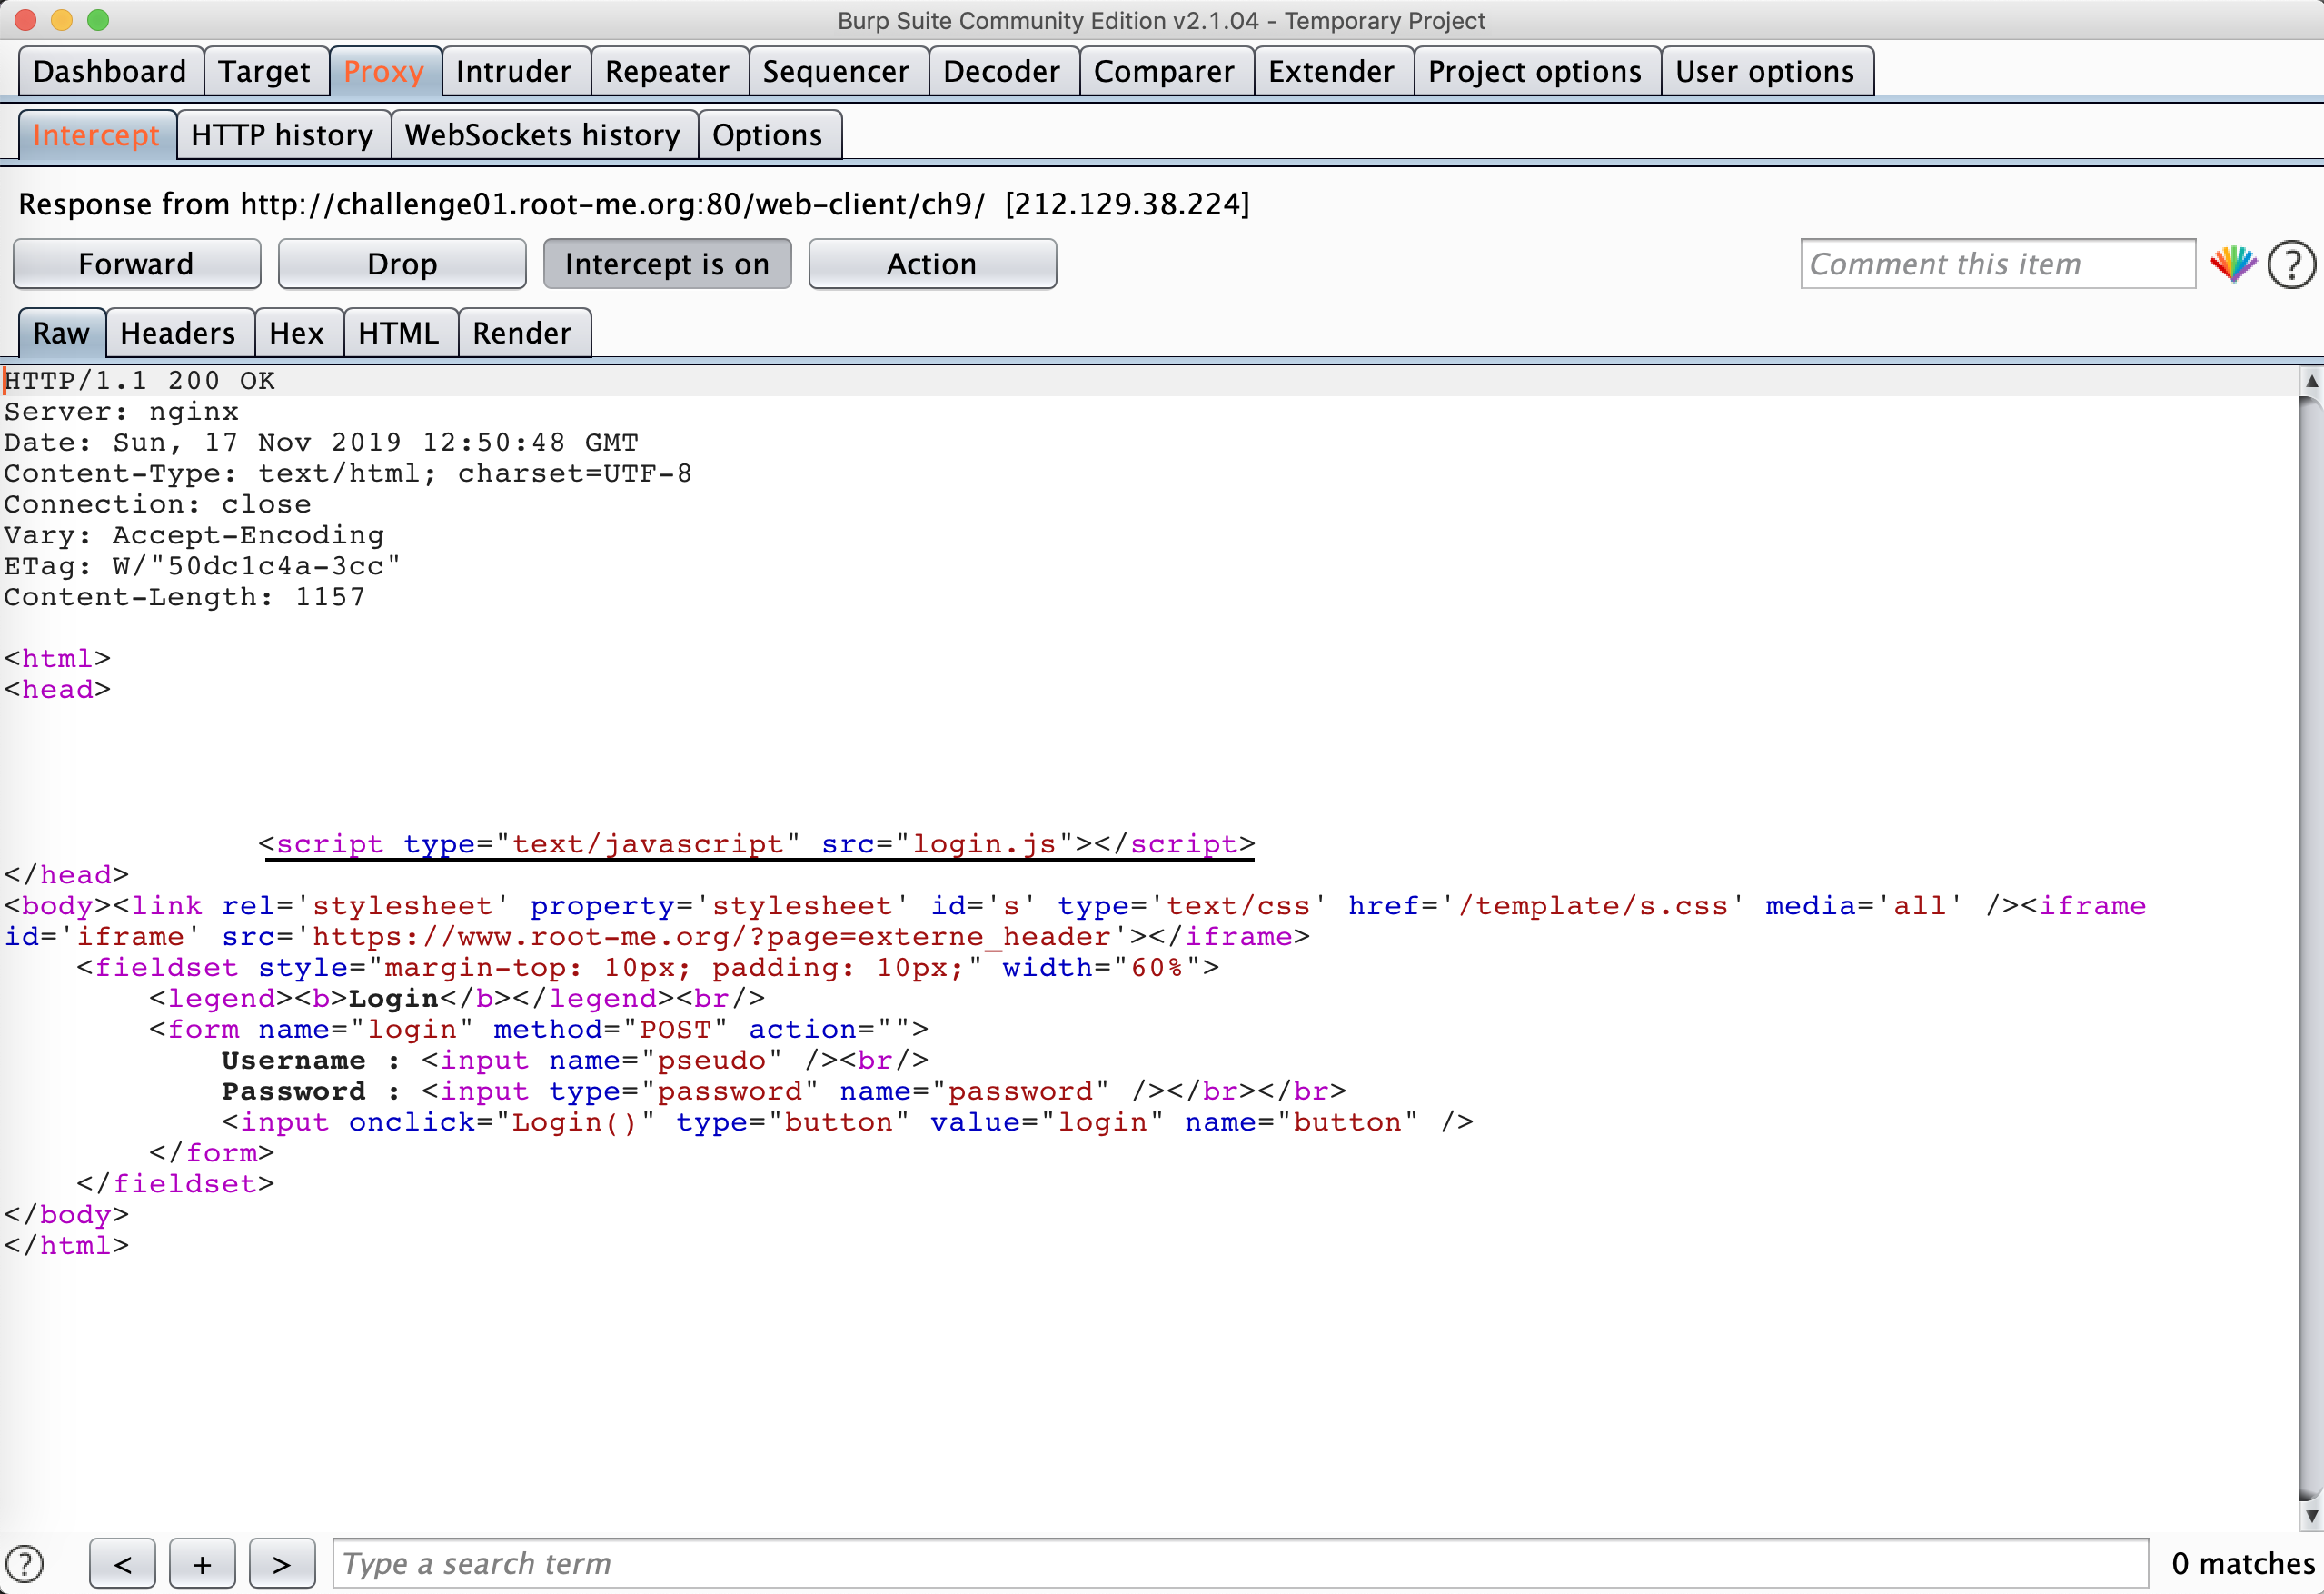 Burp Suite Community Edition v2.1.04 - Temporary Project
Dashboard Target Proxy Intruder Repeater Sequencer Decoder Comparer Extender Project options User options
Intercept HTTP history WebSockets history Options
Response from http://challenge01.root-me.org:80/web-client/ch9/ [212.129.38.224]
Forward Drop Intercept is on Action Comment this item ?
Raw Headers Hex HTML Render
HTTP/1.1 200 OK
Server: nginx
Date: Sun, 17 Nov 2019 12:50:48 GMT
Content-Type: text/html; charset=UTF-8
Connection: close
Vary: Accept-Encoding
ETag: W/"50dc1c4a-3cc"
Content-Length: 1157
<html>
<head>
<script type="text/javascript" src="login.js"></script>
</head>
<body><link rel='stylesheet' property='stylesheet' id='s' type='text/css' href='/template/s.css' media='all' /><iframe
id='iframe' src='https://www.root-me.org/?page=externe_header'></iframe>
<fieldset style="margin-top: 10px; padding: 10px;" width="60%">
<legend><b>Login</b></legend><br/>
<form name="login" method="POST" action="">
Username : <input name="pseudo" /><br/>
Password : <input type="password" name="password" /></br></br>
<input onclick="Login()" type="button" value="login" name="button" />
</form>
</fieldset>
</body>
</html>
? < + > Type a search term 0 matches